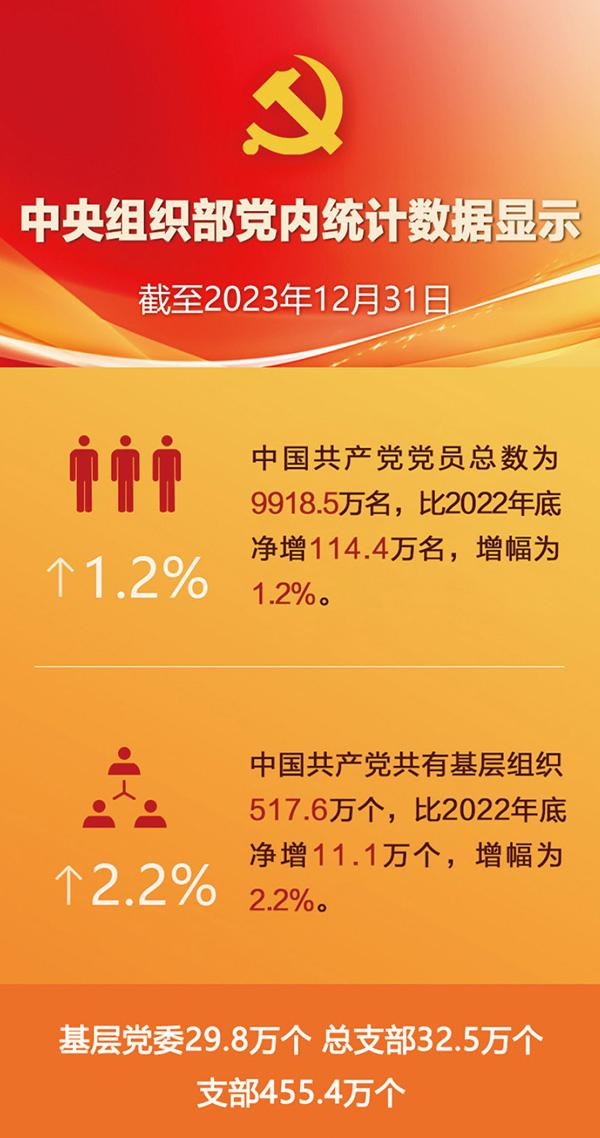 中央组织部党内统计数据显示
截至2023年12月31日
中国共产党党员总数为
9918.5万名，比2022年底
净增114.4万名，增幅为
1.2%。
↑1.2%
中国共产党共有基层组织
517.6万个，比2022年底
净增11.1万个，增幅为
2.2%。
↑2.2%
基层党委29.8万个 总支部32.5万个
支部455.4万个